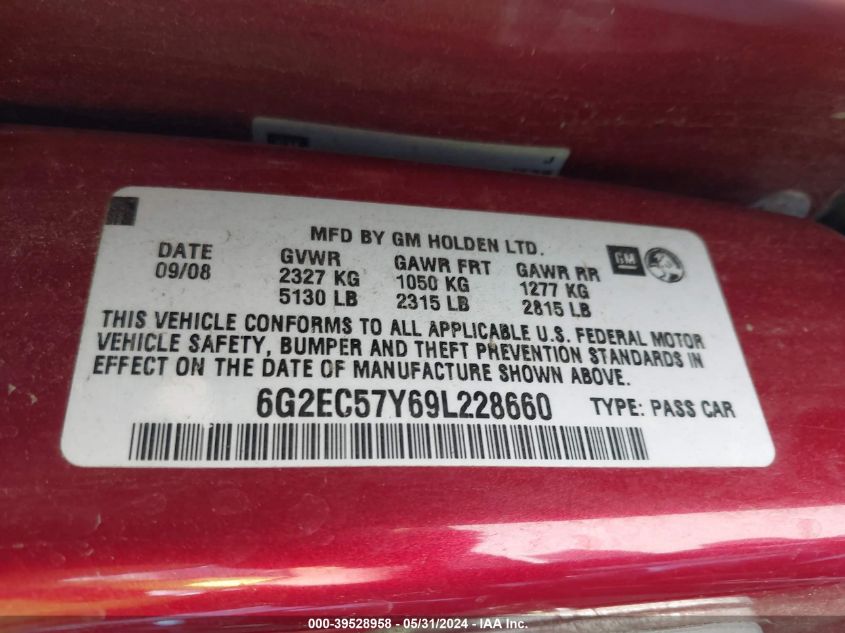 MFD BY GM HOLDEN LTD.
DATE GVWR GAWR FRT GAWR RR GM
09/08 2327 KG 1050 KG 1277 KG
5130 LB 2315 LB 2815 LB
THIS VEHICLE CONFORMS TO ALL APPLICABLE U.S. FEDERAL MOTOR
VEHICLE SAFETY, BUMPER AND THEFT PREVENTION STANDARDS IN
EFFECT ON THE DATE OF MANUFACTURE SHOWN ABOVE.
6G2EC57Y69L228660 TYPE: PASS CAR
000-39528958 - 05/31/2024 - IAA Inc.